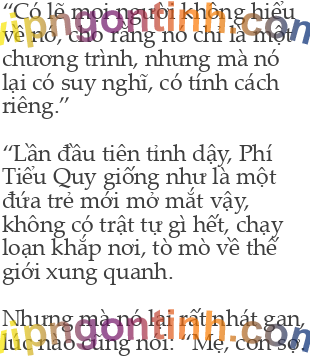 “Có lẽ mọi người không hiểu
về nó, cho rằng nó chỉ là một
chương trình, nhưng mà nó
lại có suy nghĩ, có tính cách
riêng.”
“Lần đầu tiên tỉnh dậy, Phí
Tiểu Quy giống như là một
đứa trẻ mới mở mắt vậy,
không có trật tự gì hết, chạy
loạn khắp nơi, tò mò về thế
giới xung quanh.
Nhưng mà nó lại rất nhát gan,
lúc nào cũng nói: “Mẹ, con sợ.
vipngontinh.com
vipngontinh.com